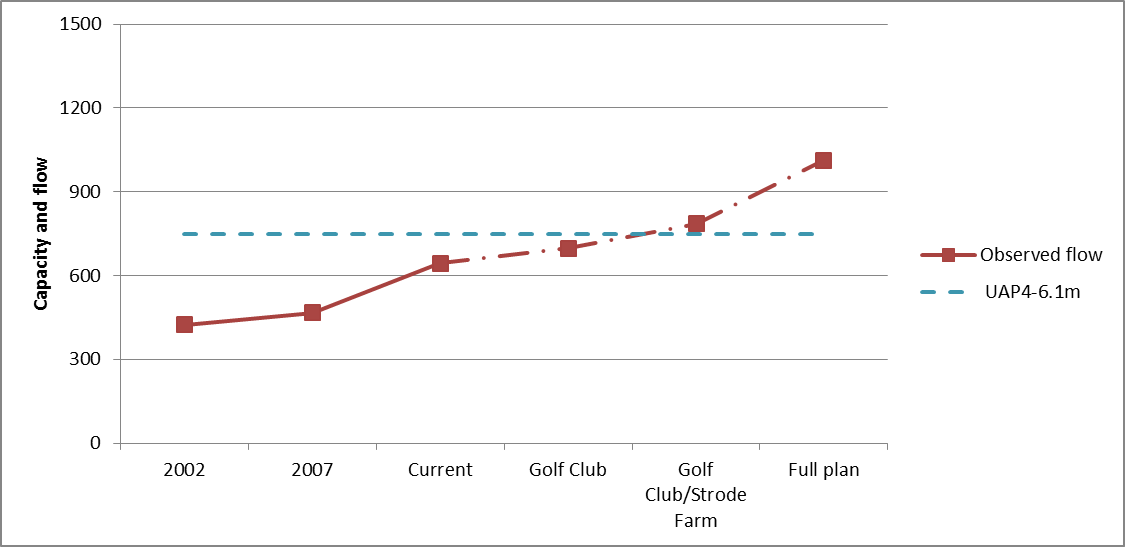 1500
1200
900
600
300
0
Capacity and flow
2002
2007
Current
Golf Club
Golf
Club/Strode
Farm
Full plan
Observed flow
UAP4-6.1m